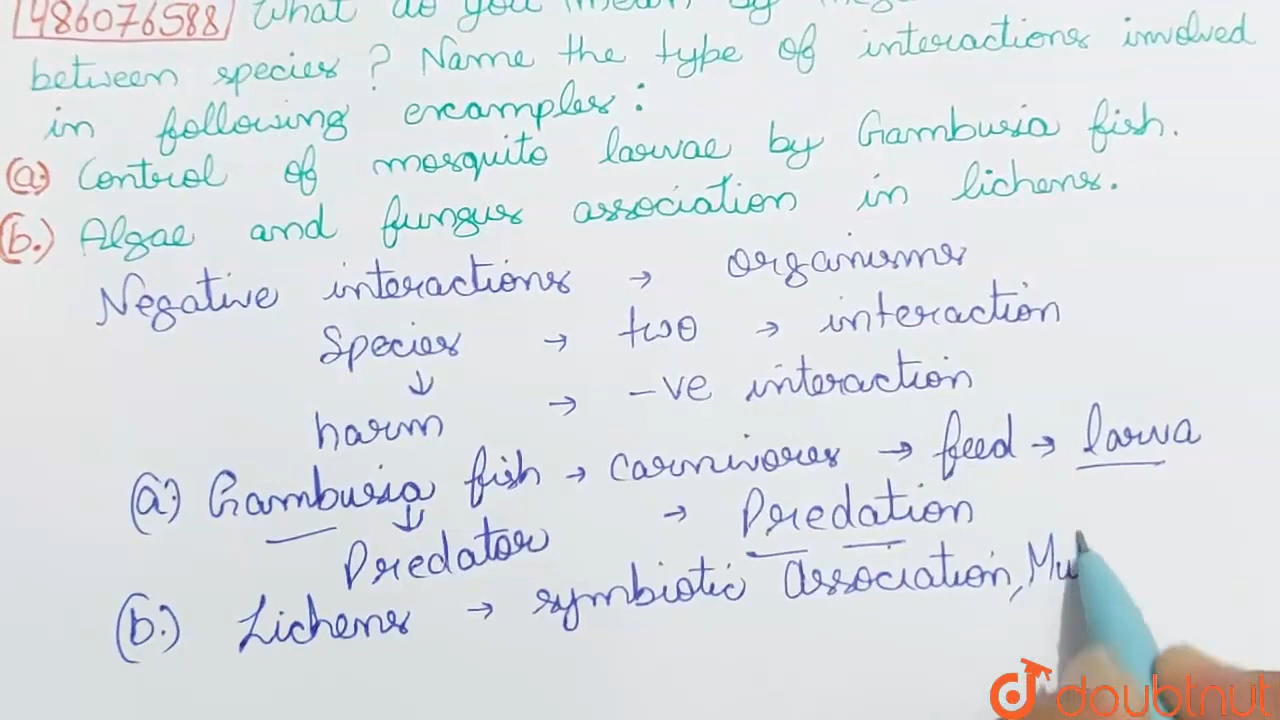 486076588 What do you mean by
between species ? Name the type of interactions involved
in following examples:
(a) Control of mosquito larvae by Gambusia fish.
(b.) Algae and fungus association in lichens.
Negative interactions → organisms
Species → two → interaction
↓
harm → -ve interaction
(a) Gambusia fish → carnivores → feed → larva
↓
Predator → Predation
(b.) Lichens → symbiotic association, Mu
doubtnut